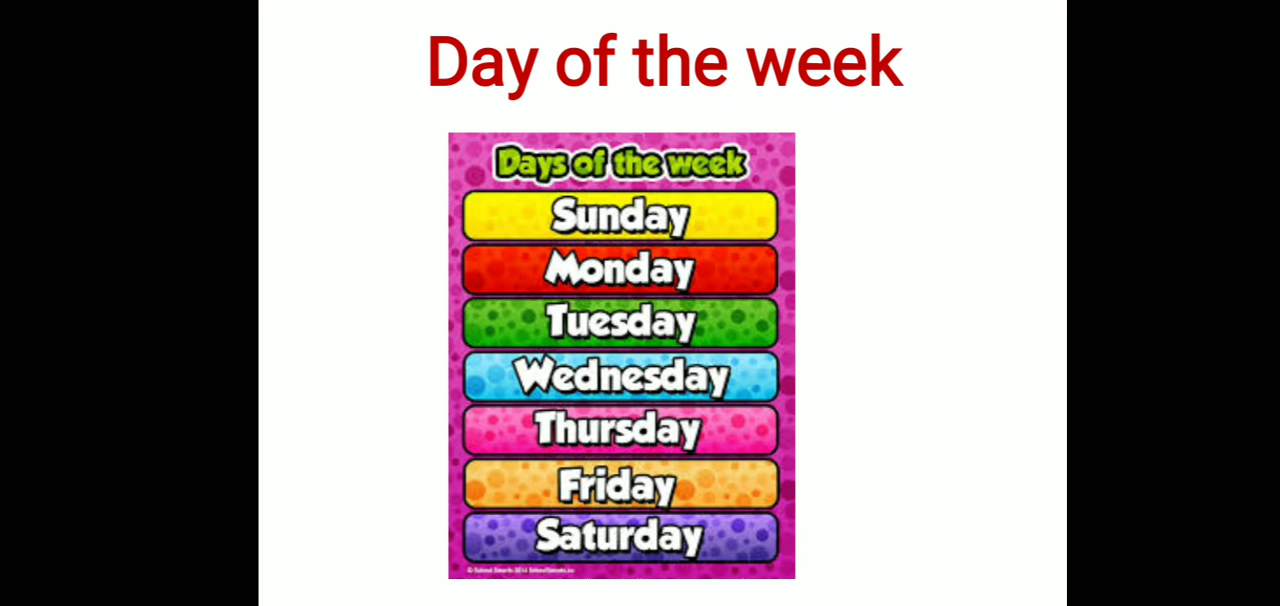 Day of the week
Days of the week
Sunday
Monday
Tuesday
Wednesday
Thursday
Friday
Saturday